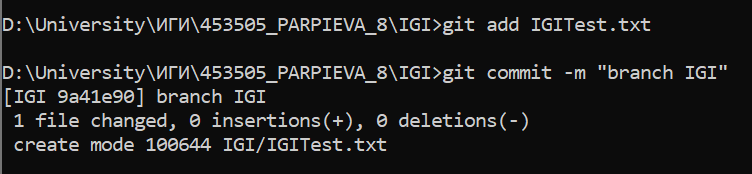 D:\University\ИГИ\453505_PARPIEVA_8\IGI>git add IGITest.txt
D:\University\ИГИ\453505_PARPIEVA_8\IGI>git commit -m "branch IGI"
[IGI 9a41e90] branch IGI
1 file changed, 0 insertions(+), 0 deletions(-)
create mode 100644 IGI/IGITest.txt